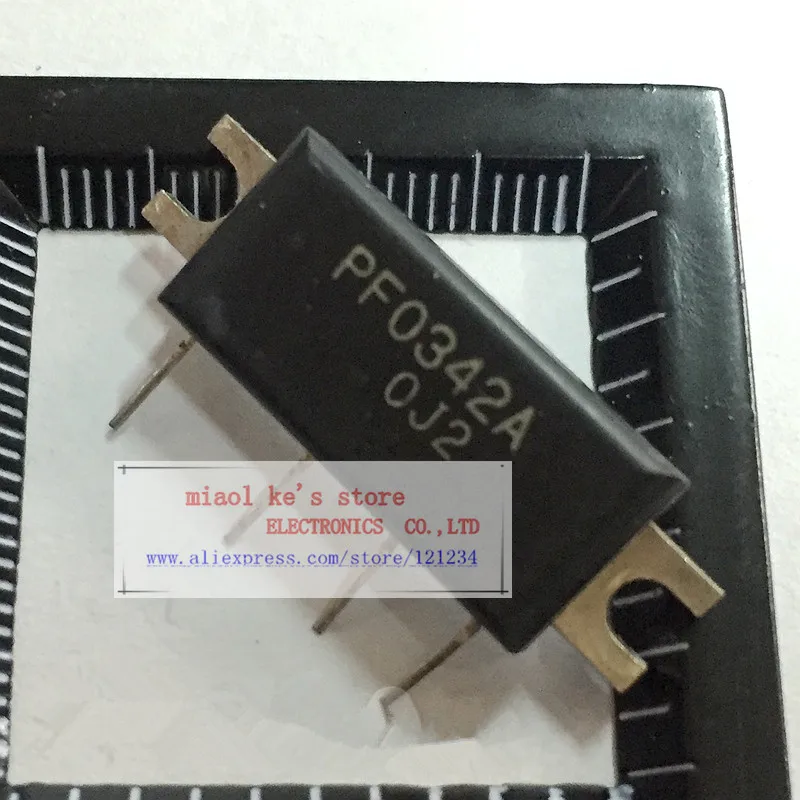 PF0342A
0J2
miaol ke's store
ELECTRONICS CO.,LTD
www.aliexpress.com/store/121234